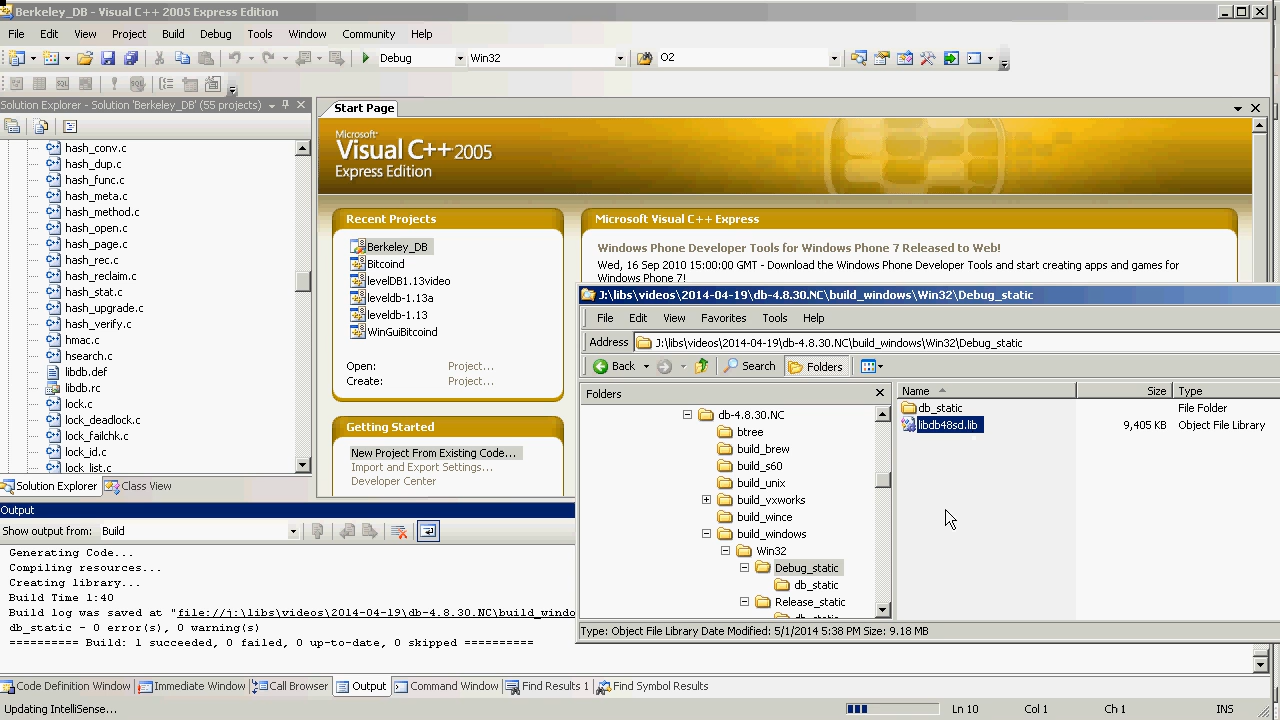 Berkeley_DB - Visual C++ 2005 Express Edition
File Edit View Project Build Debug Tools Window Community Help
Debug Win32 O2
Solution Explorer - Solution 'Berkeley_DB' (55 projects)
hash_conv.c
hash_dup.c
hash_func.c
hash_meta.c
hash_method.c
hash_open.c
hash_page.c
hash_rec.c
hash_reclaim.c
hash_stat.c
hash_upgrade.c
hash_verify.c
hmac.c
hsearch.c
libdb.def
libdb.rc
lock.c
lock_deadlock.c
lock_failchk.c
lock_id.c
lock_list.c
Solution Explorer Class View
Start Page
Microsoft
Visual C++ 2005
Express Edition
Recent Projects
Berkeley_DB
Bitcoind
levelDB1.13video
leveldb-1.13a
leveldb-1.13
WinGuiBitcoind
Open: Project...
Create: Project...
Getting Started
New Project From Existing Code...
Import and Export Settings...
Developer Center
Microsoft Visual C++ Express
Windows Phone Developer Tools for Windows Phone 7 Released to Web!
Wed, 16 Sep 2010 15:00:00 GMT - Download the Windows Phone Developer Tools and start creating apps and games for
Windows Phone 7!
J:\libs\videos\2014-04-19\db-4.8.30.NC\build_windows\Win32\Debug_static
File Edit View Favorites Tools Help
Address J:\libs\videos\2014-04-19\db-4.8.30.NC\build_windows\Win32\Debug_static
Back Search Folders
Folders
db-4.8.30.NC
btree
build_brew
build_s60
build_unix
build_vxworks
build_wince
build_windows
Win32
Debug_static
db_static
Release_static
Name Size Type
db_static File Folder
libdb48sd.lib 9,405 KB Object File Library
Type: Object File Library Date Modified: 5/1/2014 5:38 PM Size: 9.18 MB
Output
Show output from: Build
Generating Code...
Compiling resources...
Creating library...
Build Time 1:40
Build log was saved at "file://j:\libs\videos\2014-04-19\db-4.8.30.NC\build_windo
db_static - 0 error(s), 0 warning(s)
========== Build: 1 succeeded, 0 failed, 0 up-to-date, 0 skipped ==========
Code Definition Window Immediate Window Call Browser Output Command Window Find Results 1 Find Symbol Results
Updating IntelliSense... Ln 10 Col 1 Ch 1 INS